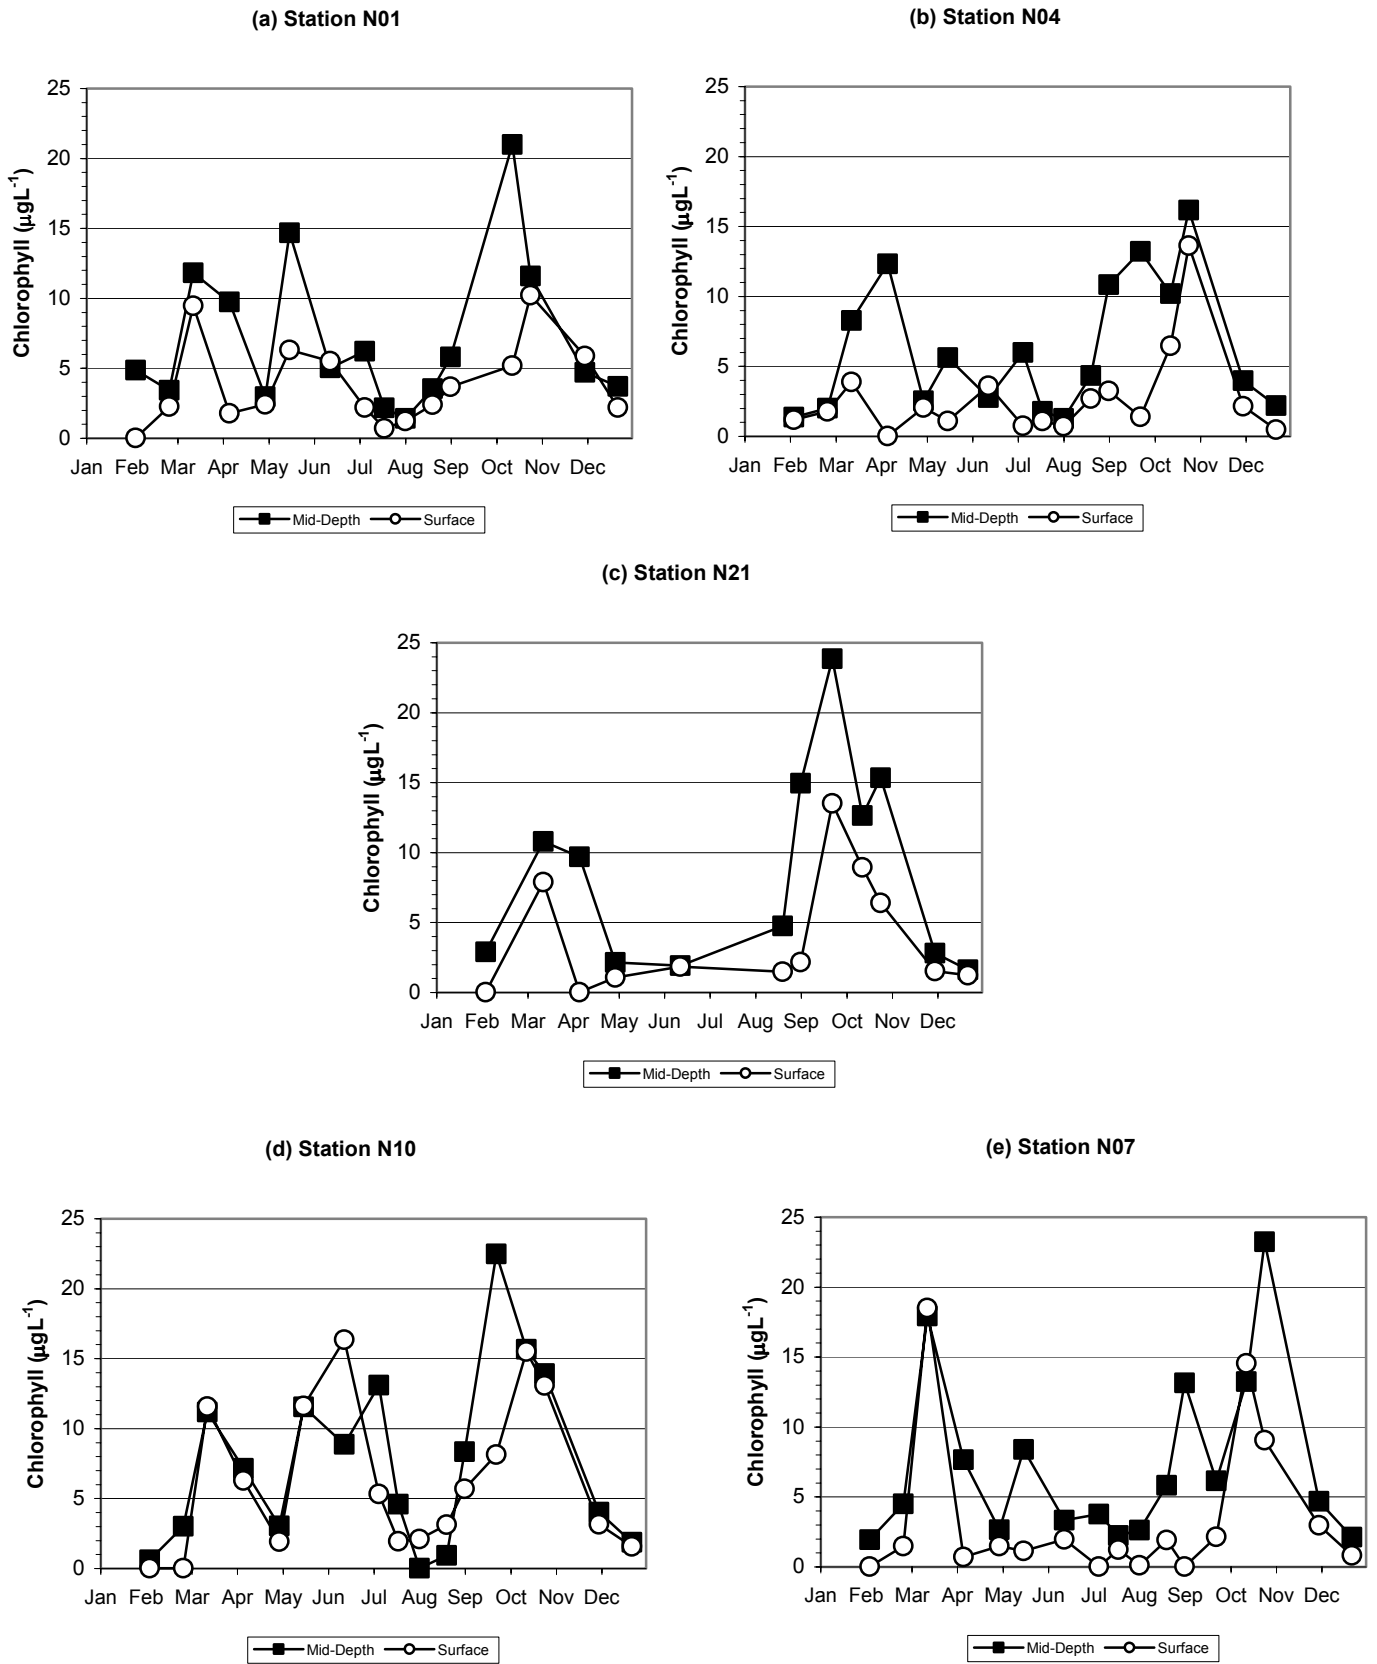 (a) Station N01
25
20
15
10
5
0
Chlorophyll (µgL⁻¹)
Jan Feb Mar Apr May Jun Jul Aug Sep Oct Nov Dec
Mid-Depth Surface
(b) Station N04
25
20
15
10
5
0
Chlorophyll (µgL⁻¹)
Jan Feb Mar Apr May Jun Jul Aug Sep Oct Nov Dec
Mid-Depth Surface
(c) Station N21
25
20
15
10
5
0
Chlorophyll (µgL⁻¹)
Jan Feb Mar Apr May Jun Jul Aug Sep Oct Nov Dec
Mid-Depth Surface
(d) Station N10
25
20
15
10
5
0
Chlorophyll (µgL⁻¹)
Jan Feb Mar Apr May Jun Jul Aug Sep Oct Nov Dec
Mid-Depth Surface
(e) Station N07
25
20
15
10
5
0
Chlorophyll (µgL⁻¹)
Jan Feb Mar Apr May Jun Jul Aug Sep Oct Nov Dec
Mid-Depth Surface